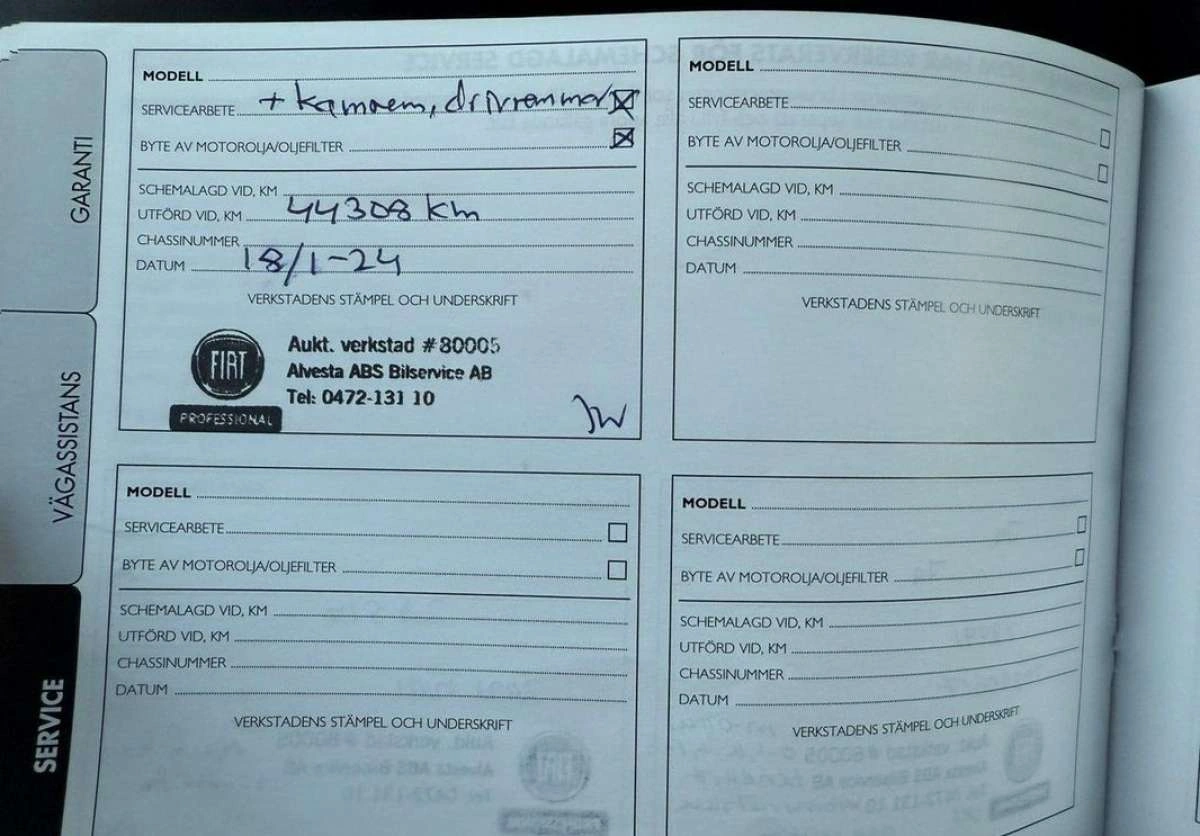 GARANTI
VÄGASSISTANS
SERVICE
MODELL
SERVICEARBETE + kamrem, drivremmar
BYTE AV MOTOROLJA/OLJEFILTER
SCHEMALAGD VID, KM
UTFÖRD VID, KM 44308 km
CHASSINUMMER
DATUM 18/1-24
VERKSTADENS STÄMPEL OCH UNDERSKRIFT
FIAT
PROFESSIONAL
Aukt. verkstad #80005
Alvesta ABS Bilservice AB
Tel: 0472-131 10
MODELL
SERVICEARBETE
BYTE AV MOTOROLJA/OLJEFILTER
SCHEMALAGD VID, KM
UTFÖRD VID, KM
CHASSINUMMER
DATUM
VERKSTADENS STÄMPEL OCH UNDERSKRIFT
MODELL
SERVICEARBETE
BYTE AV MOTOROLJA/OLJEFILTER
SCHEMALAGD VID, KM
UTFÖRD VID, KM
CHASSINUMMER
DATUM
VERKSTADENS STÄMPEL OCH UNDERSKRIFT
MODELL
SERVICEARBETE
BYTE AV MOTOROLJA/OLJEFILTER
SCHEMALAGD VID, KM
UTFÖRD VID, KM
CHASSINUMMER
DATUM
VERKSTADENS STÄMPEL OCH UNDERSKRIFT